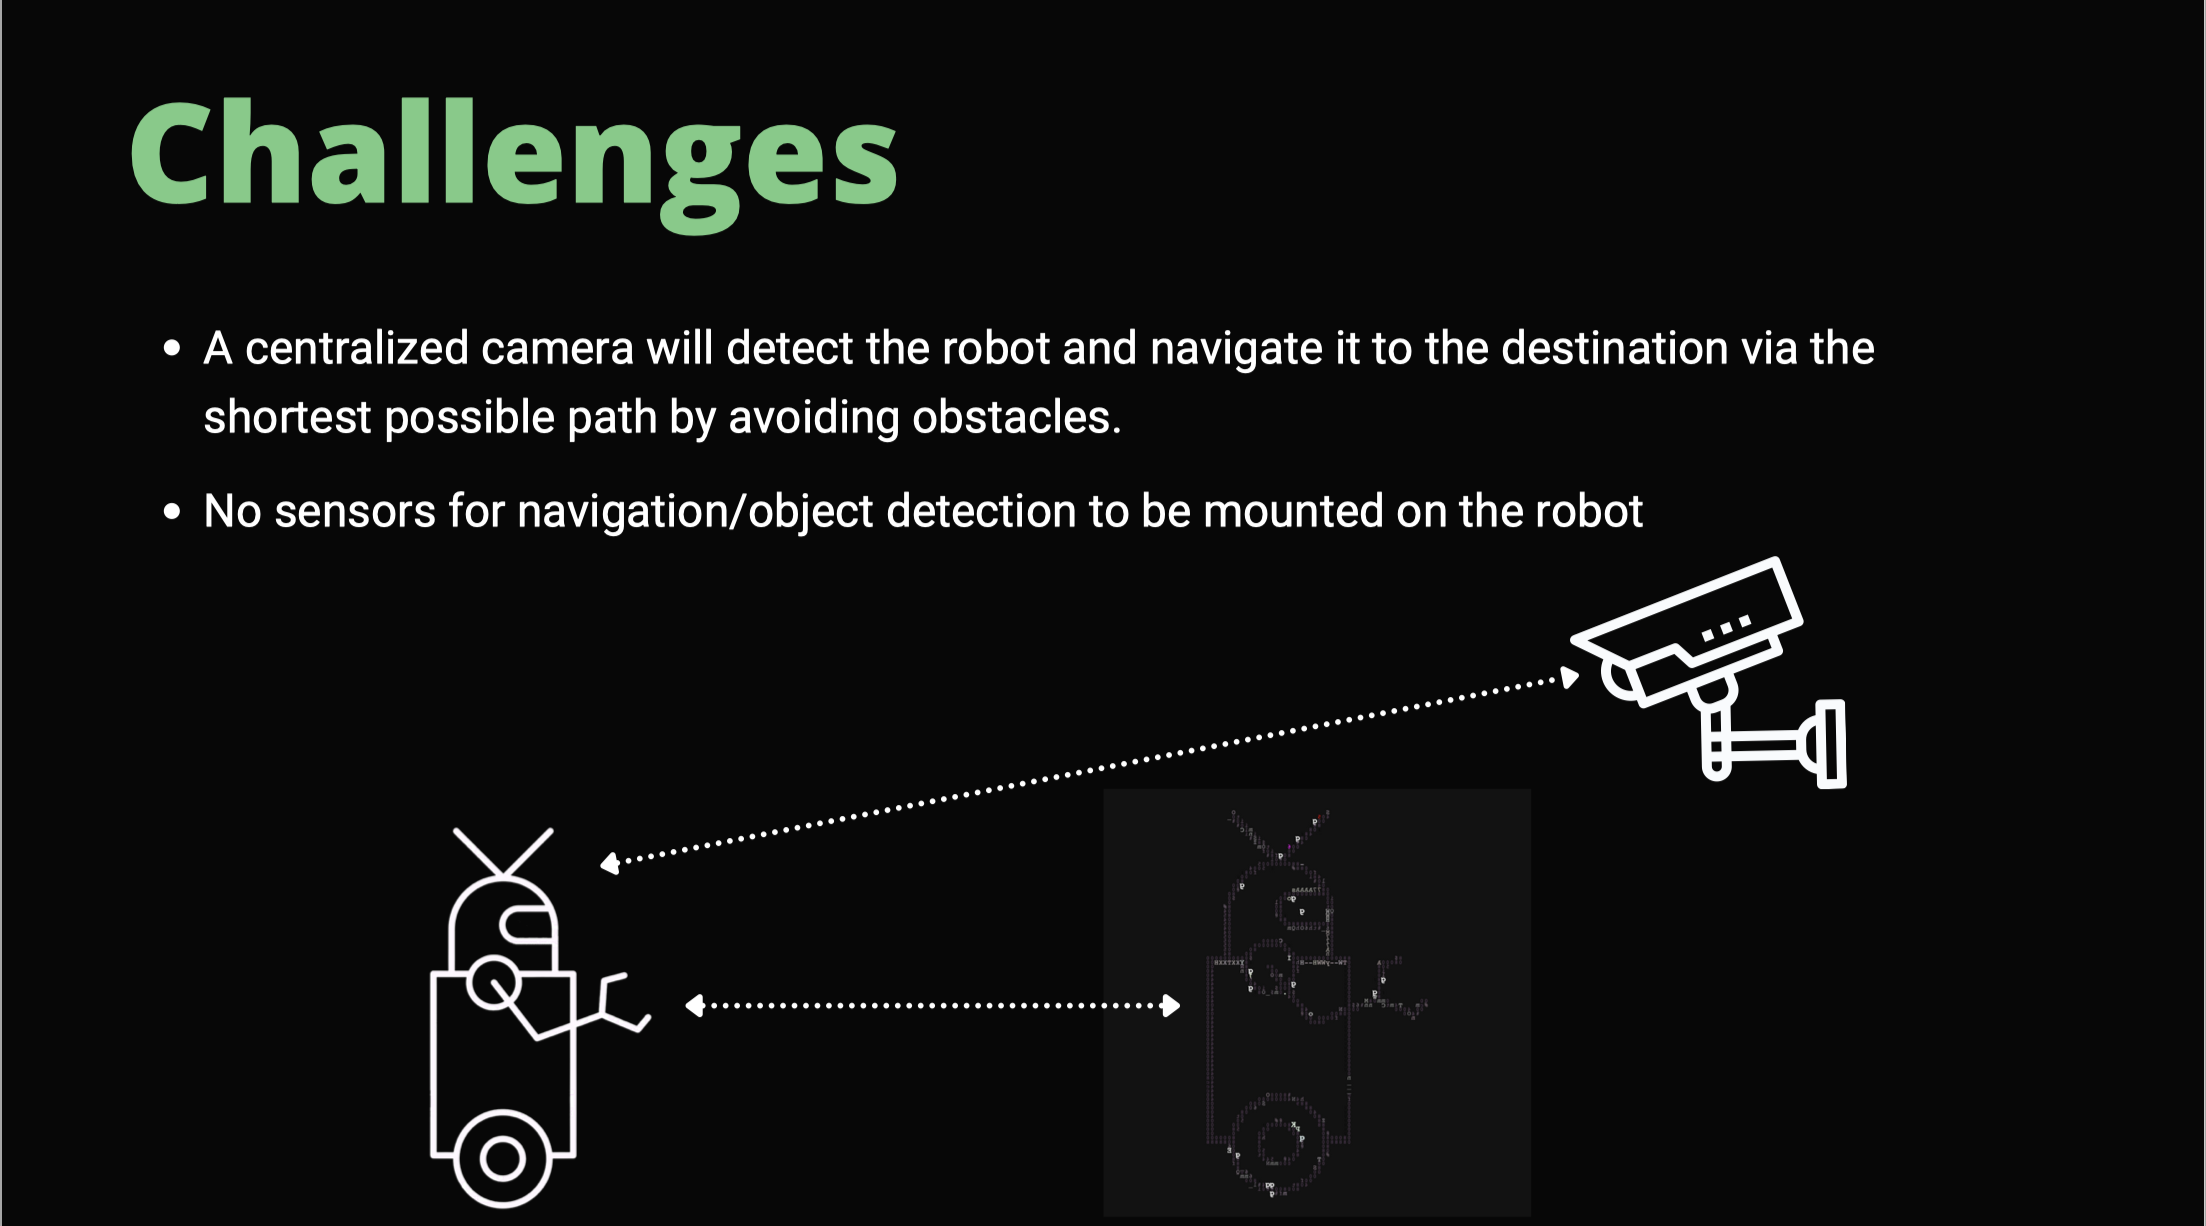 Challenges
• A centralized camera will detect the robot and navigate it to the destination via the
shortest possible path by avoiding obstacles.
• No sensors for navigation/object detection to be mounted on the robot